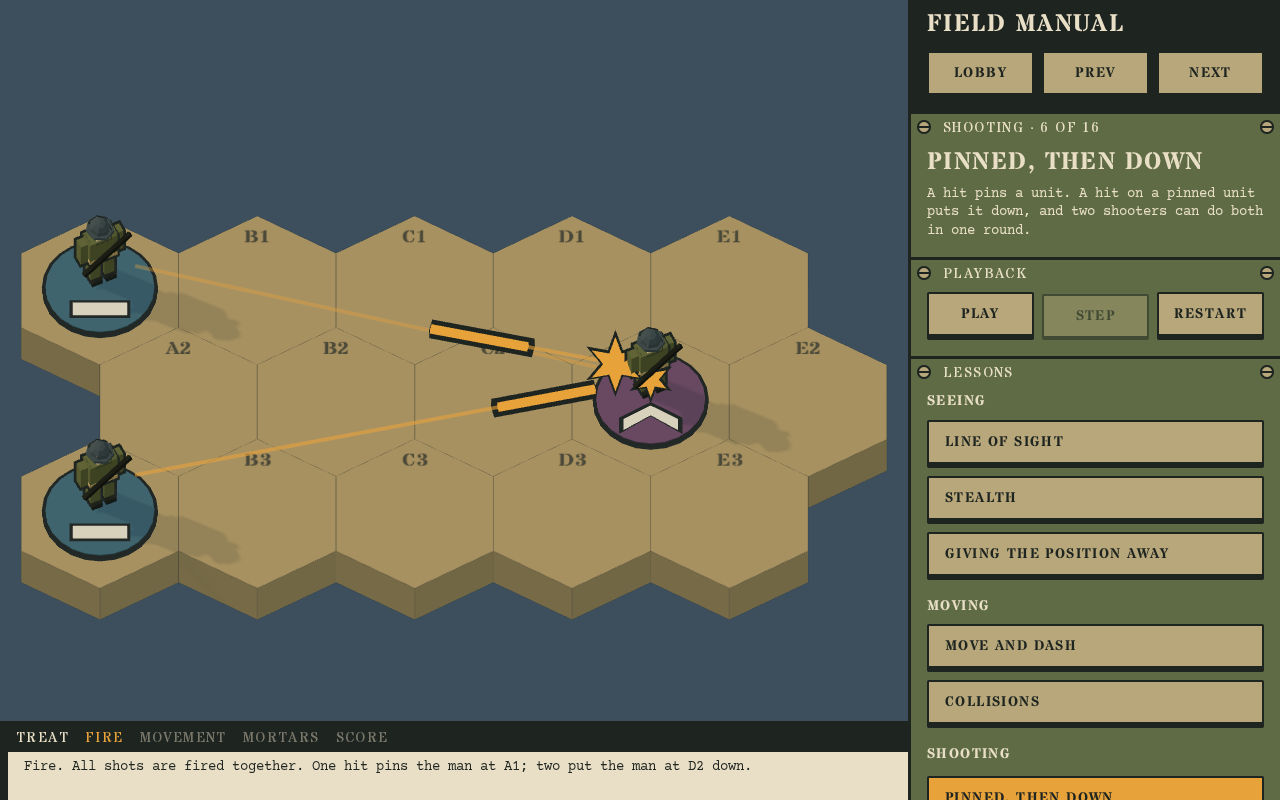 FIELD MANUAL
LOBBY
PREV
NEXT
SHOOTING · 6 OF 16
PINNED, THEN DOWN
A hit pins a unit. A hit on a pinned unit
puts it down, and two shooters can do both
in one round.
PLAYBACK
PLAY
STEP
RESTART
LESSONS
SEEING
LINE OF SIGHT
STEALTH
GIVING THE POSITION AWAY
MOVING
MOVE AND DASH
COLLISIONS
SHOOTING
PINNED, THEN DOWN
B1
C1
D1
E1
A2
B2
E2
B3
C3
D3
E3
TREAT
FIRE
MOVEMENT
MORTARS
SCORE
Fire. All shots are fired together. One hit pins the man at A1; two put the man at D2 down.